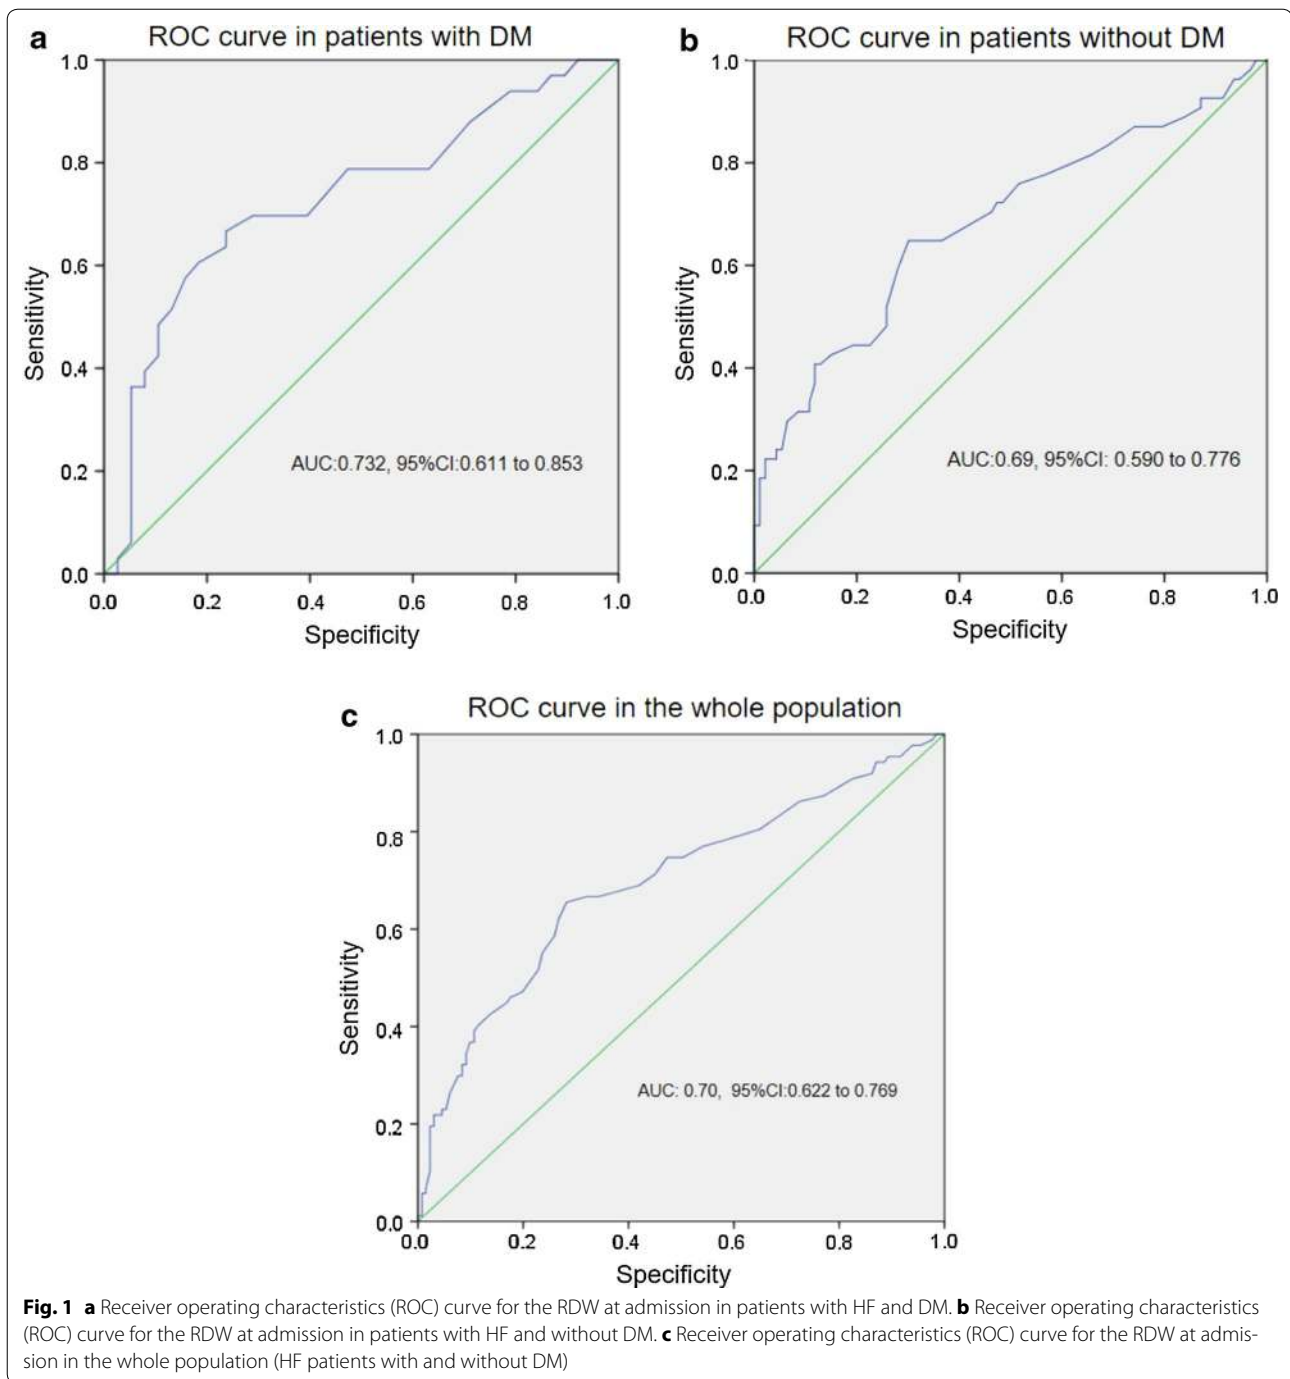 a
ROC curve in patients with DM
1.0
0.8
0.6
0.4
0.2
0.0
Sensitivity
AUC:0.732, 95%CI:0.611 to 0.853
0.0 0.2 0.4 0.6 0.8 1.0
Specificity
b
ROC curve in patients without DM
1.0
0.8
0.6
0.4
0.2
0.0
Sensitivity
AUC:0.69, 95%CI: 0.590 to 0.776
0.0 0.2 0.4 0.6 0.8 1.0
Specificity
c
ROC curve in the whole population
1.0
0.8
0.6
0.4
0.2
0.0
Sensitivity
AUC: 0.70, 95%CI:0.622 to 0.769
0.0 0.2 0.4 0.6 0.8 1.0
Specificity
Fig. 1 a Receiver operating characteristics (ROC) curve for the RDW at admission in patients with HF and DM. b Receiver operating characteristics
(ROC) curve for the RDW at admission in patients with HF and without DM. c Receiver operating characteristics (ROC) curve for the RDW at admis-
sion in the whole population (HF patients with and without DM)